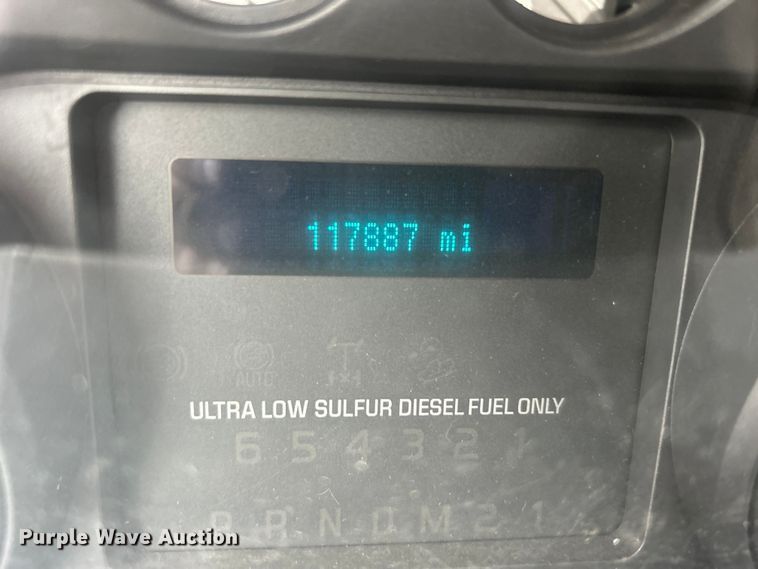 117887 mi
AUTO
ULTRA LOW SULFUR DIESEL FUEL ONLY
6 5 4 3 2 1
P R N D M 2 1
Purple Wave Auction